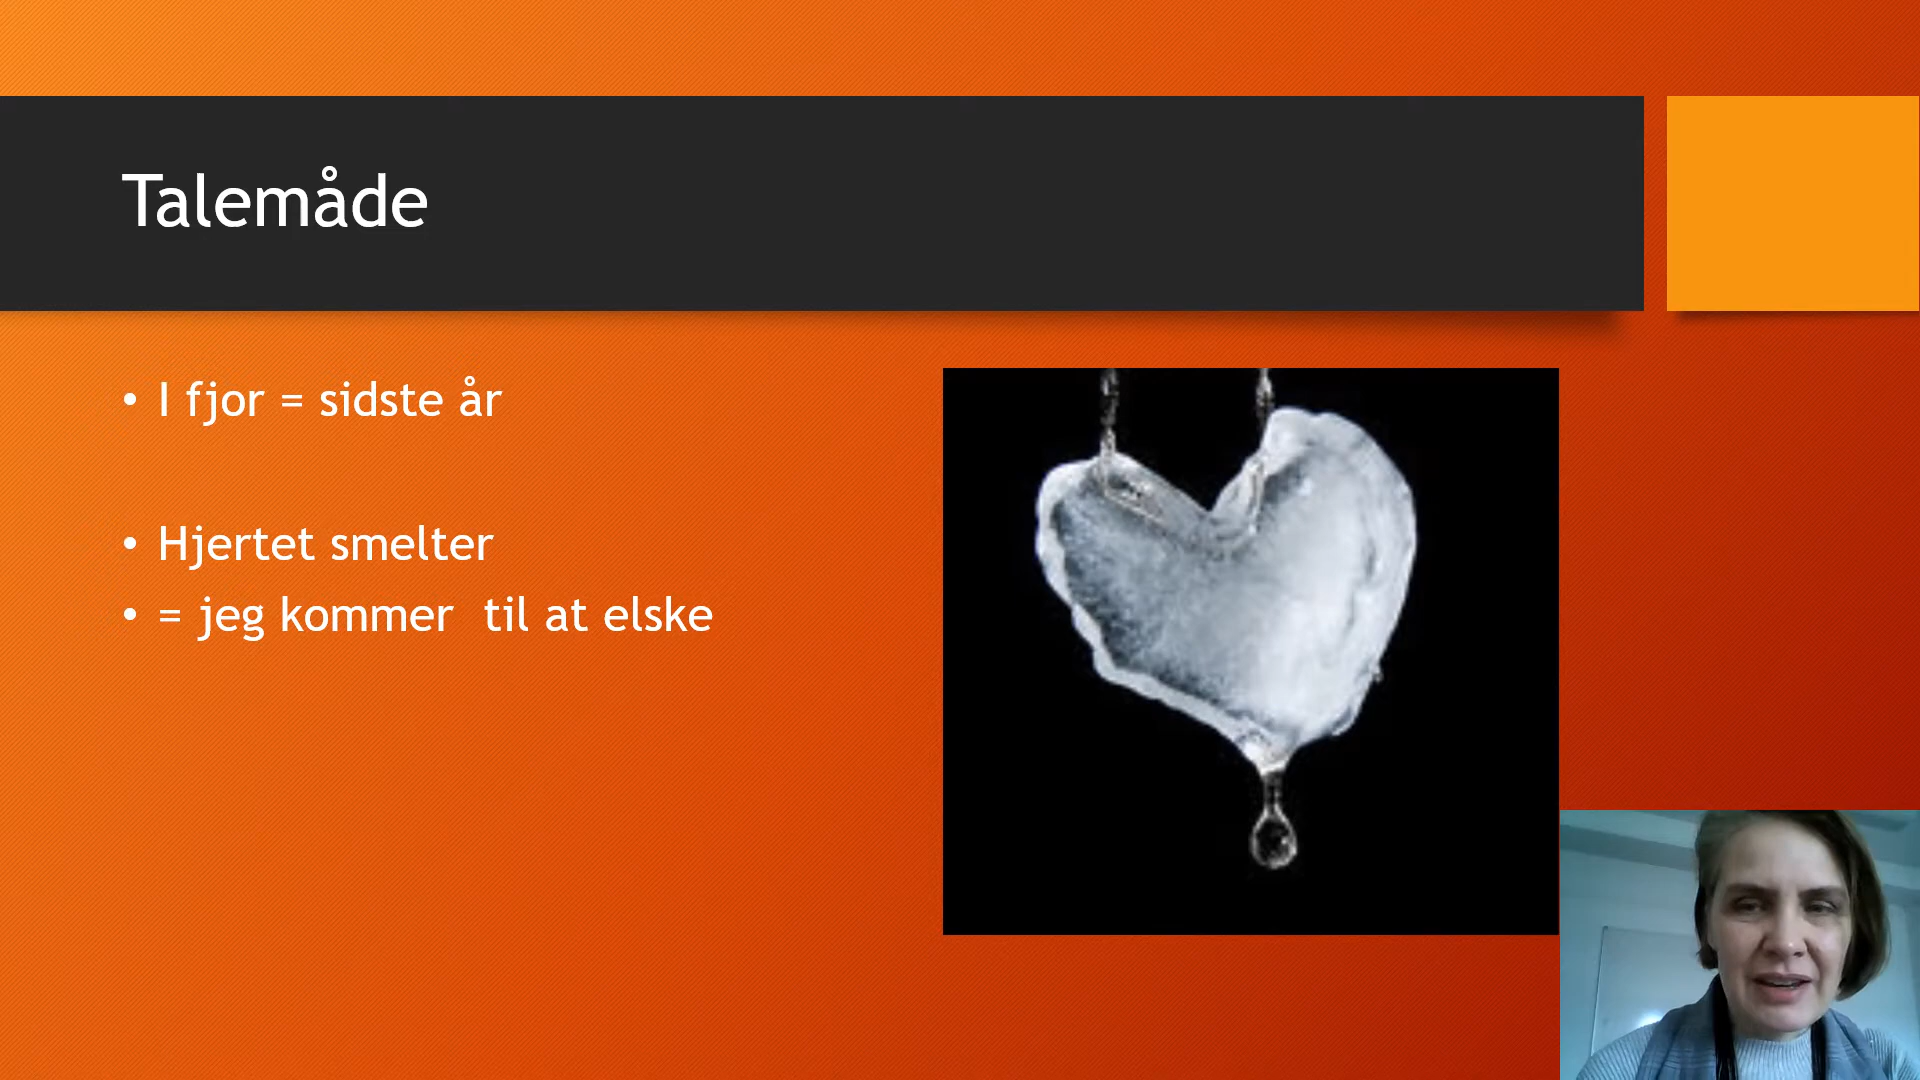 Talemåde
• I fjor = sidste år
• Hjertet smelter
• = jeg kommer  til at elske